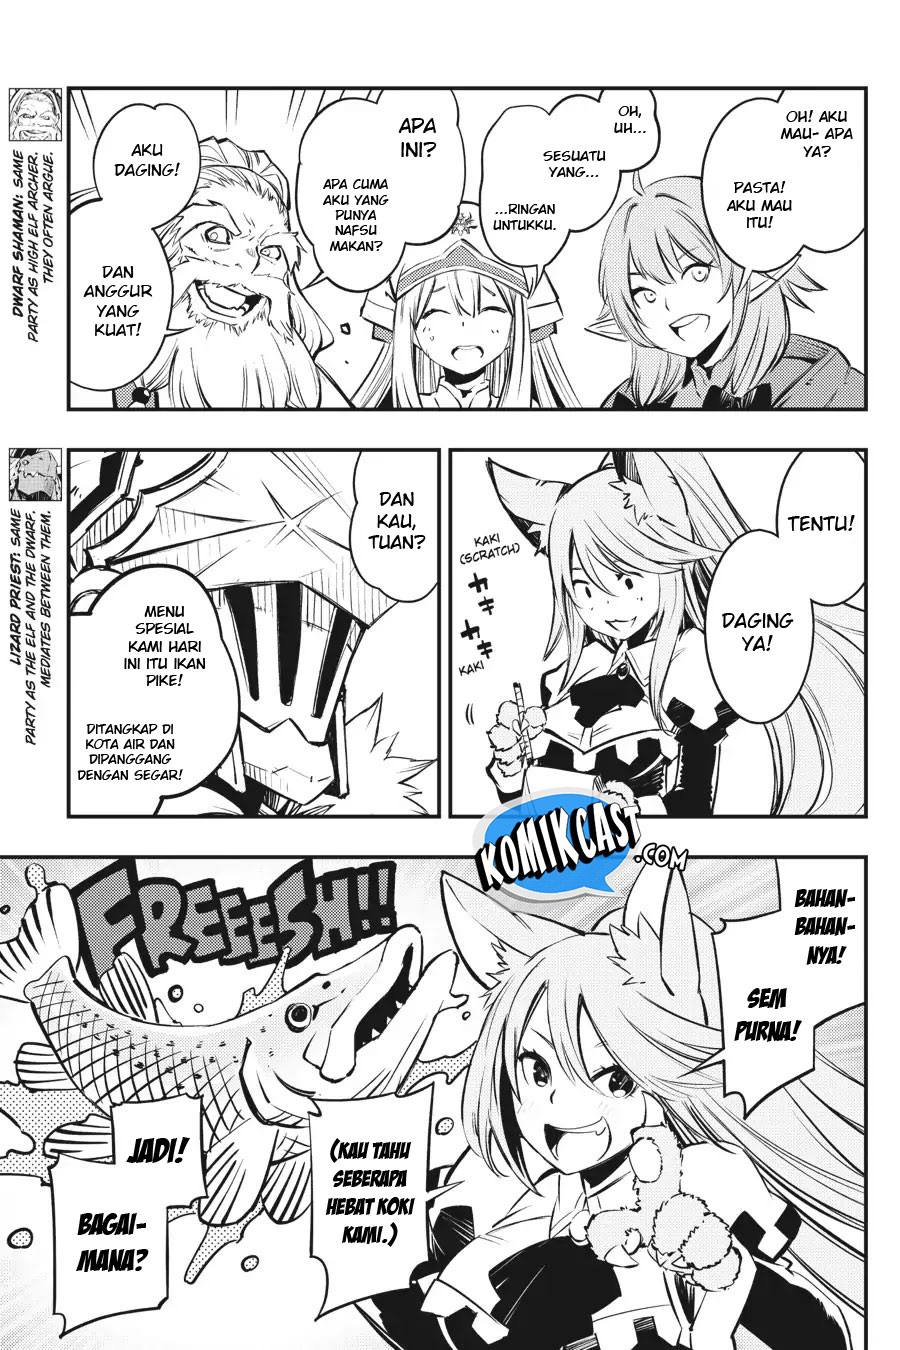 OH! AKU
MAU- APA
YA?
PASTA!
AKU MAU
ITU!
OH,
UH...
SESUATU
YANG...
...RINGAN
UNTUKKU.
APA
INI?
APA CUMA
AKU YANG
PUNYA
NAFSU
MAKAN?
AKU
DAGING!
DAN
ANGGUR
YANG
KUAT!
DWARF SHAMAN: SAME
PARTY AS HIGH ELF ARCHER.
THEY OFTEN ARGUE.
TENTU!
DAGING
YA!
KAKI
(SCRATCH)
カキ
カキ
KAKI
DAN
KAU,
TUAN?
MENU
SPESIAL
KAMI HARI
INI ITU IKAN
PIKE!
DITANGKAP DI
KOTA AIR DAN
DIPANGGANG
DENGAN SEGAR!
LIZARD PRIEST: SAME
PARTY AS THE ELF AND THE DWARF.
MEDIATES BETWEEN THEM.
KOMIKCAST
.COM
BAHAN-
BAHAN-
NYA!
SEM
PURNA!
FREEESH!!
(KAU TAHU
SEBERAPA
HEBAT KOKI
KAMI.)
JADI!
BAGAI-
MANA?